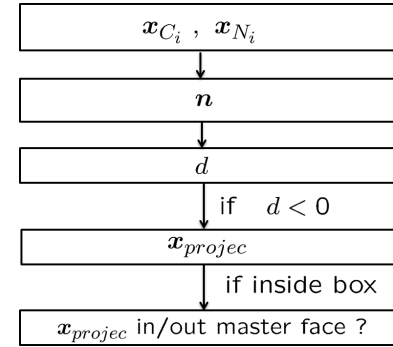 x_{C_i} , x_{N_i}
n
d
if d < 0
x_{projec}
if inside box
x_{projec} in/out master face ?